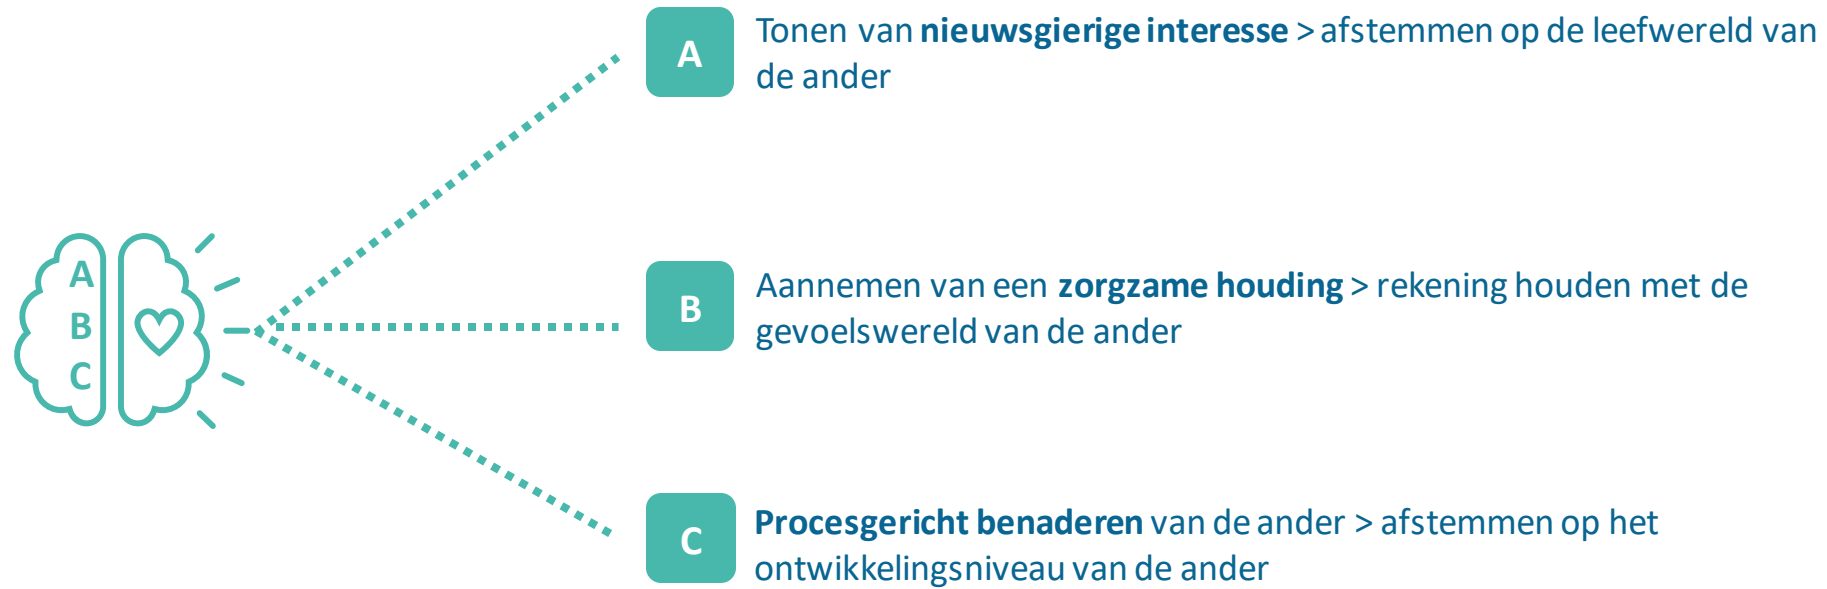 A
B
C
A
Tonen van nieuwsgierige interesse > afstemmen op de leefwereld van
de ander
B
Aannemen van een zorgzame houding > rekening houden met de
gevoelswereld van de ander
C
Procesgericht benaderen van de ander > afstemmen op het
ontwikkelingsniveau van de ander